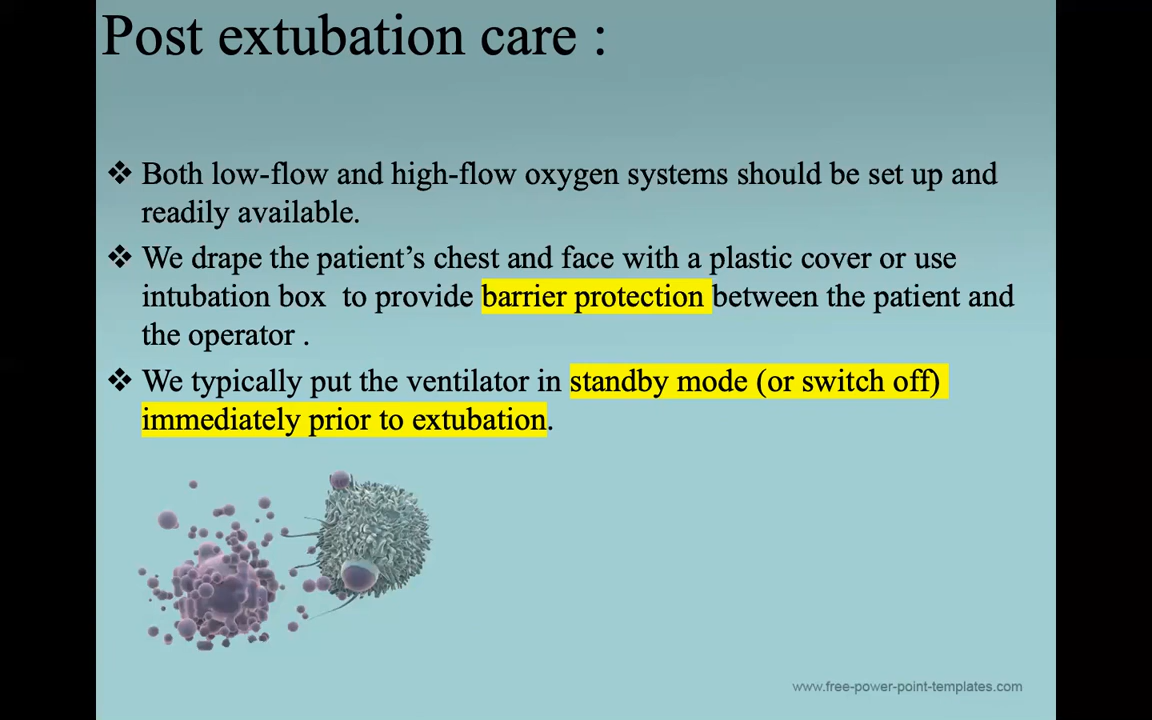 Post extubation care :
❖ Both low-flow and high-flow oxygen systems should be set up and
readily available.
❖ We drape the patient’s chest and face with a plastic cover or use
intubation box  to provide barrier protection between the patient and
the operator .
❖ We typically put the ventilator in standby mode (or switch off)
immediately prior to extubation.
www.free-power-point-templates.com